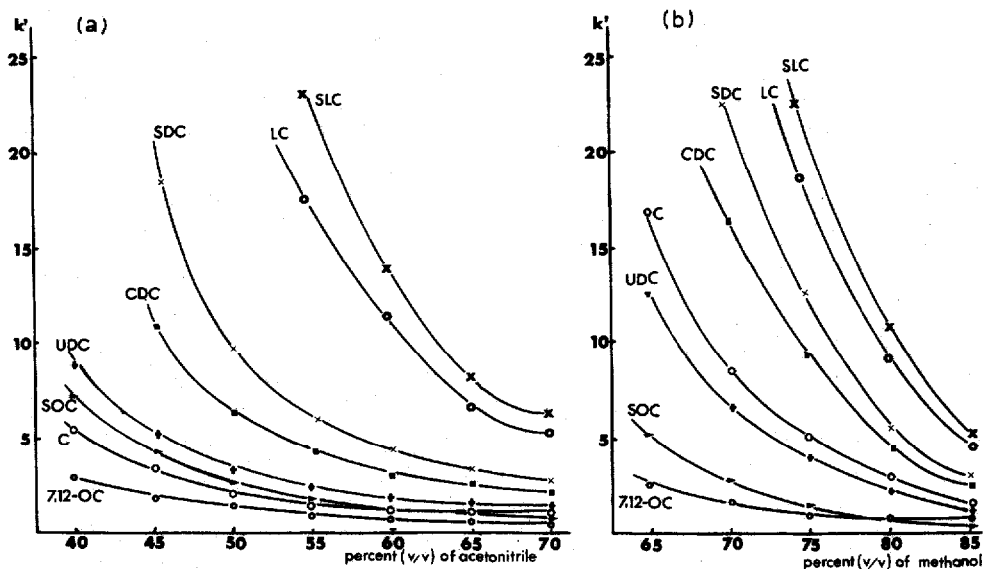 k'
(a)
25
20
15
10
5
SDC
LC
SLC
CDC
UDC
SOC
C
7,12-OC
40
45
50
55
60
65
70
percent (v/v) of acetonitrile
k'
(b)
25
20
15
10
5
SLC
LC
SDC
CDC
C
UDC
SOC
7,12-OC
65
70
75
80
85
percent (v/v) of methanol